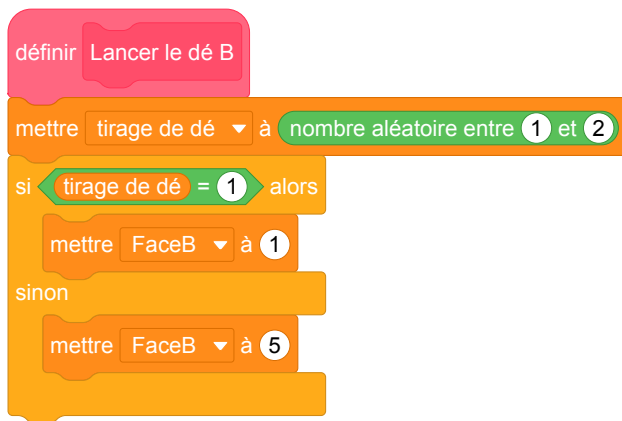 définir Lancer le dé B
mettre tirage de dé à nombre aléatoire entre 1 et 2
si tirage de dé = 1 alors
mettre FaceB à 1
sinon
mettre FaceB à 5